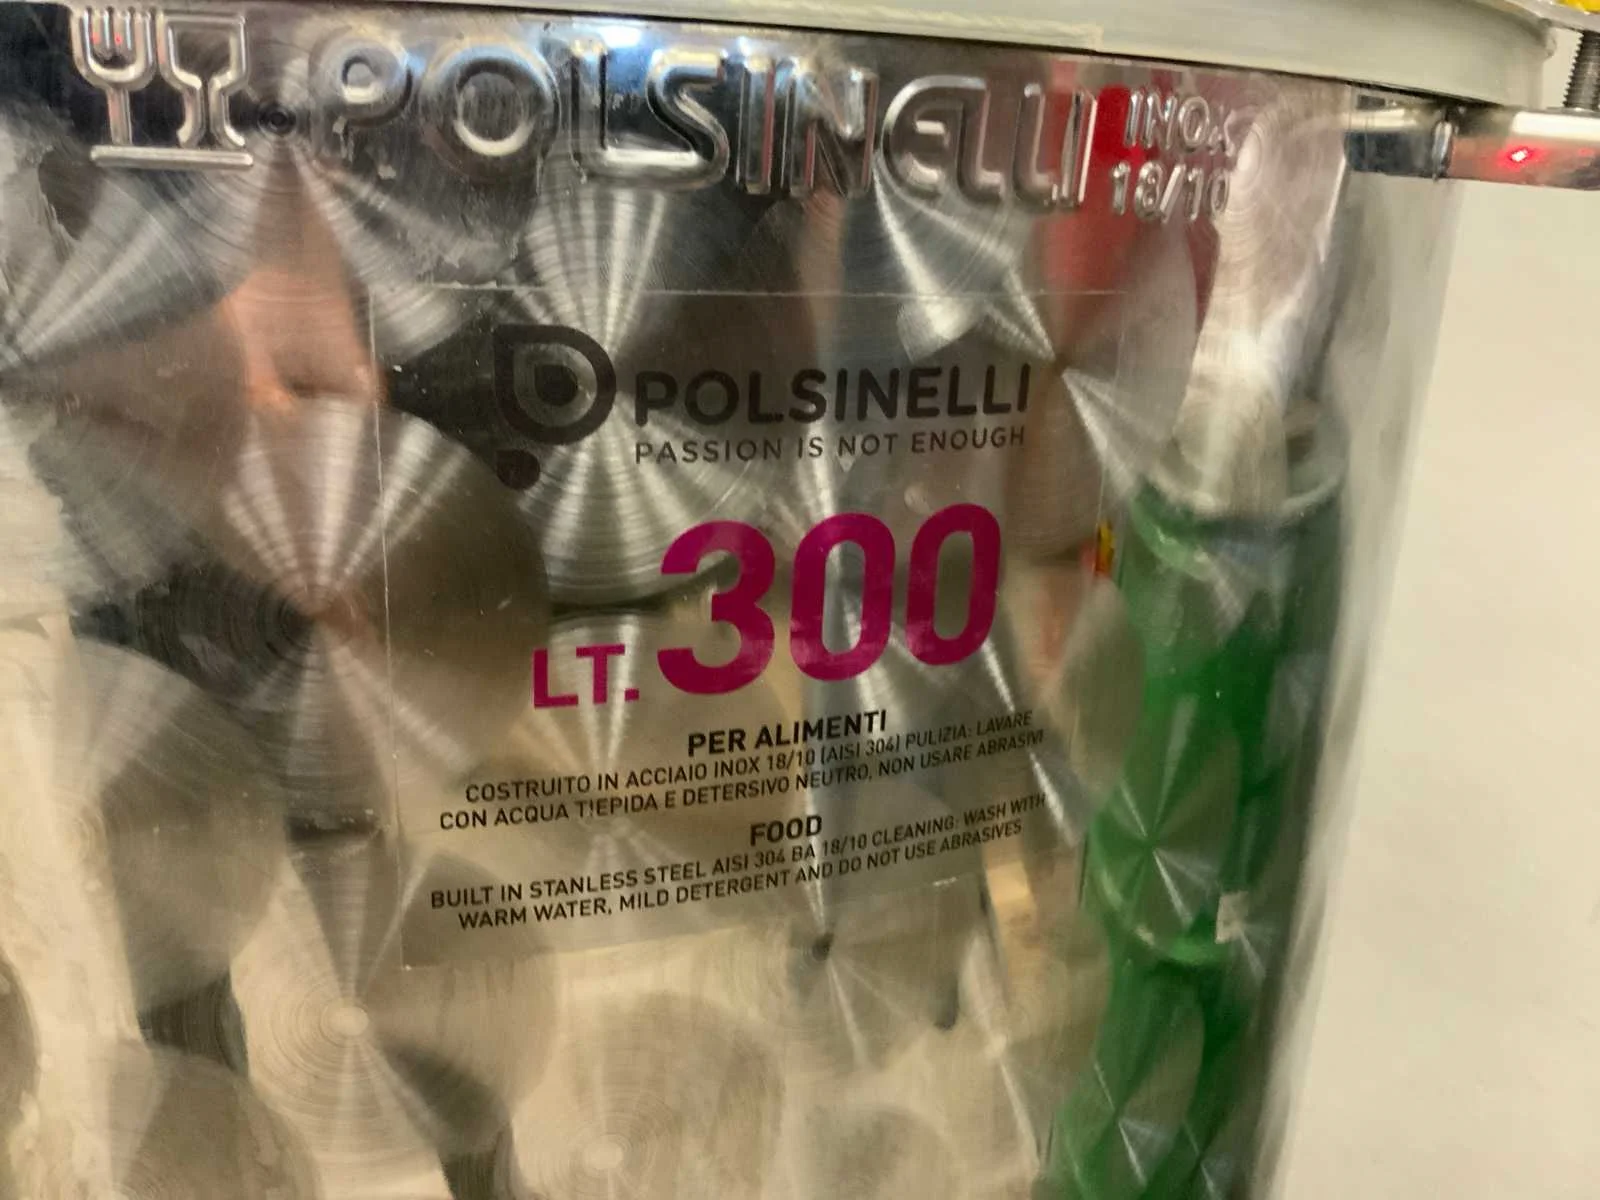 POLSINELLI INOX
18/10
POLSINELLI
PASSION IS NOT ENOUGH
LT. 300
PER ALIMENTI
COSTRUITO IN ACCIAIO INOX 18/10 (AISI 304) PULIZIA: LAVARE
CON ACQUA TIEPIDA E DETERSIVO NEUTRO, NON USARE ABRASIVI
FOOD
BUILT IN STANLESS STEEL AISI 304 BA 18/10 CLEANING: WASH WITH
WARM WATER, MILD DETERGENT AND DO NOT USE ABRASIVES